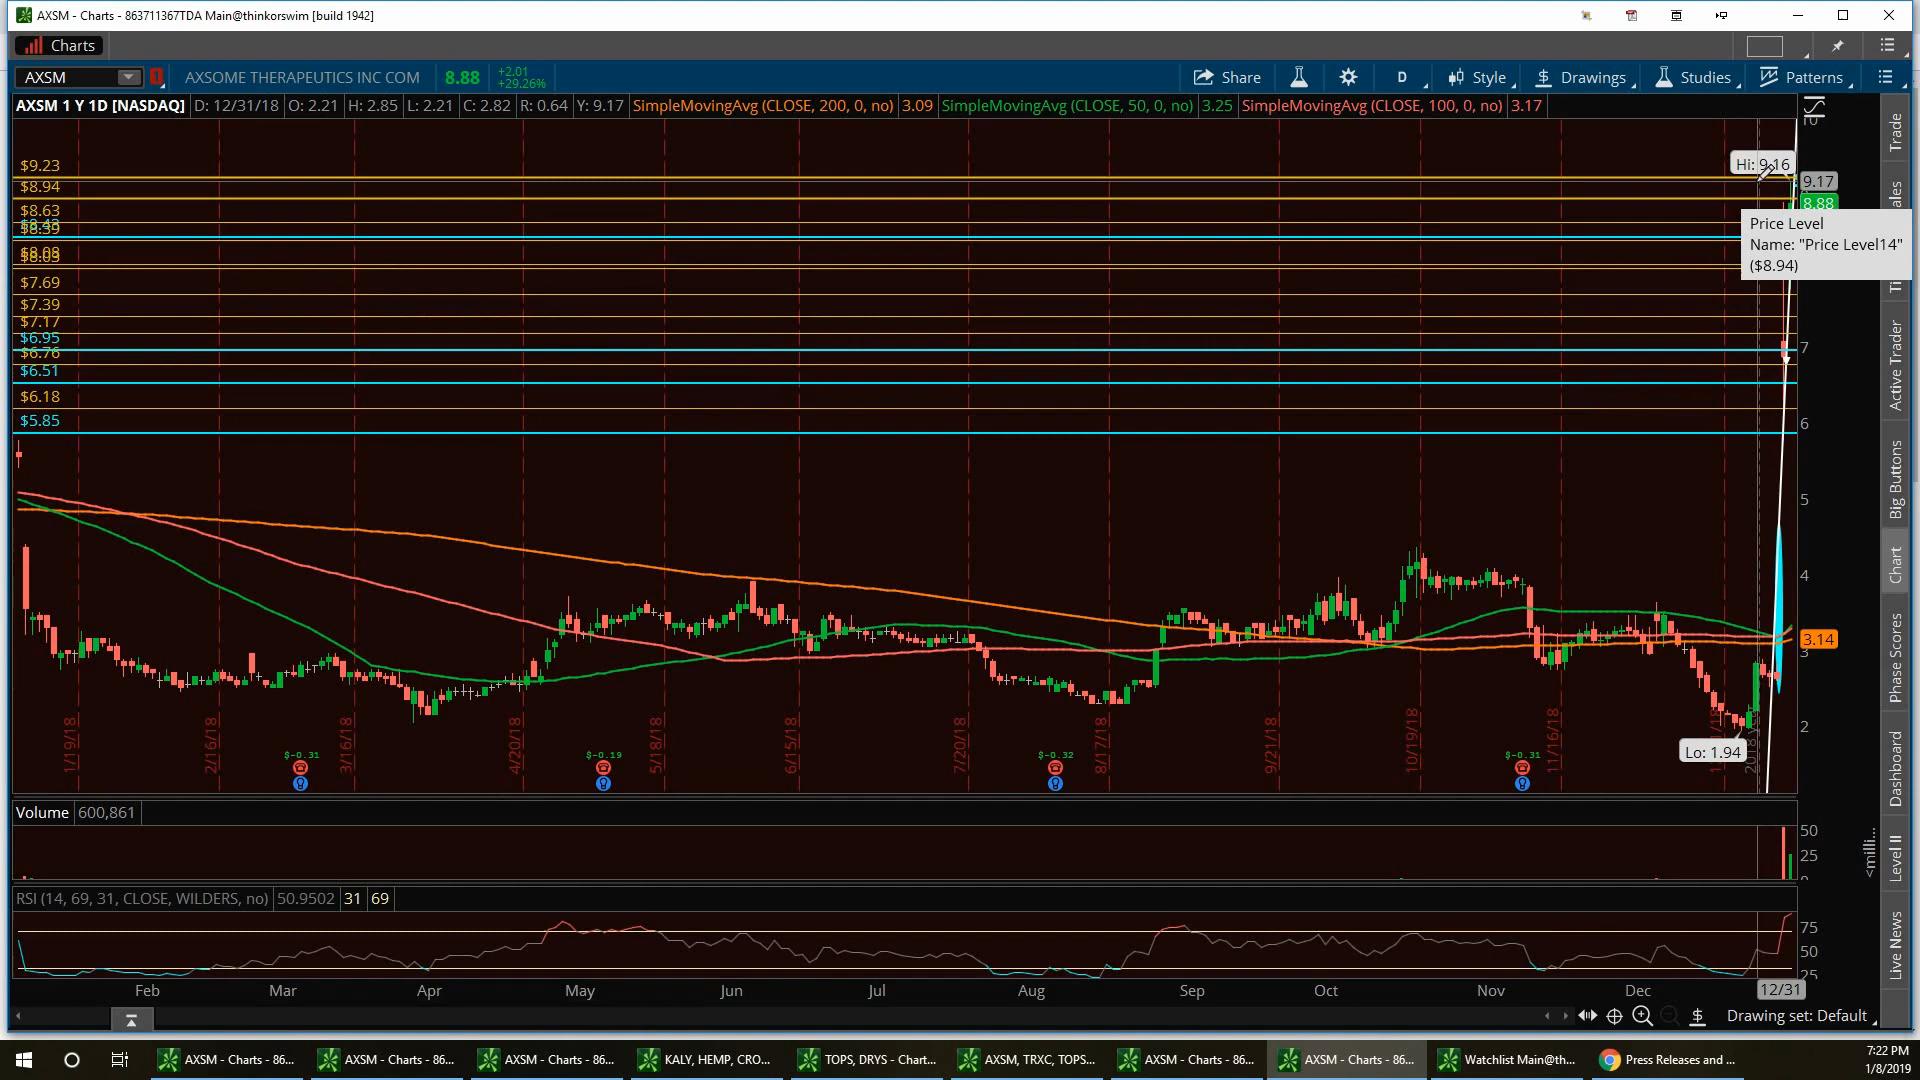 AXSM - Charts - 863711367TDA Main@thinkorswim [build 1942]
Charts
AXSM 1 AXSOME THERAPEUTICS INC COM 8.88 +2.01 +29.26% Share D Style Drawings Studies Patterns
AXSM 1 Y 1D [NASDAQ] D: 12/31/18 O: 2.21 H: 2.85 L: 2.21 C: 2.82 R: 0.64 Y: 9.17 SimpleMovingAvg (CLOSE, 200, 0, no) 3.09 SimpleMovingAvg (CLOSE, 50, 0, no) 3.25 SimpleMovingAvg (CLOSE, 100, 0, no) 3.17
Hi: 9.16
$9.23
9.17
$8.94
8.88
$8.63
$8.39
$8.03
$7.69
$7.39
$7.17
$6.95
$6.76
$6.51
$6.18
$5.85
Price Level
Name: "Price Level14"
($8.94)
7
6
5
4
3.14
3
2
Lo: 1.94
1/19/18
2/16/18
3/16/18
4/20/18
5/18/18
6/15/18
7/20/18
8/17/18
9/21/18
10/19/18
11/16/18
$-0.31
$-0.19
$-0.32
$-0.31
Volume 600,861
50
25
<milli...
RSI (14, 69, 31, CLOSE, WILDERS, no) 50.9502 31 69
75
50
25
Feb Mar Apr May Jun Jul Aug Sep Oct Nov Dec 12/31
Drawing set: Default
Trade
Active Trader
Big Buttons
Chart
Phase Scores
Dashboard
Level II
Live News
AXSM - Charts - 86... AXSM - Charts - 86... AXSM - Charts - 86... KALY, HEMP, CRO... TOPS, DRYS - Chart... AXSM, TRXC, TOPS... AXSM - Charts - 86... AXSM - Charts - 86... Watchlist Main@th... Press Releases and ...
7:22 PM
1/8/2019